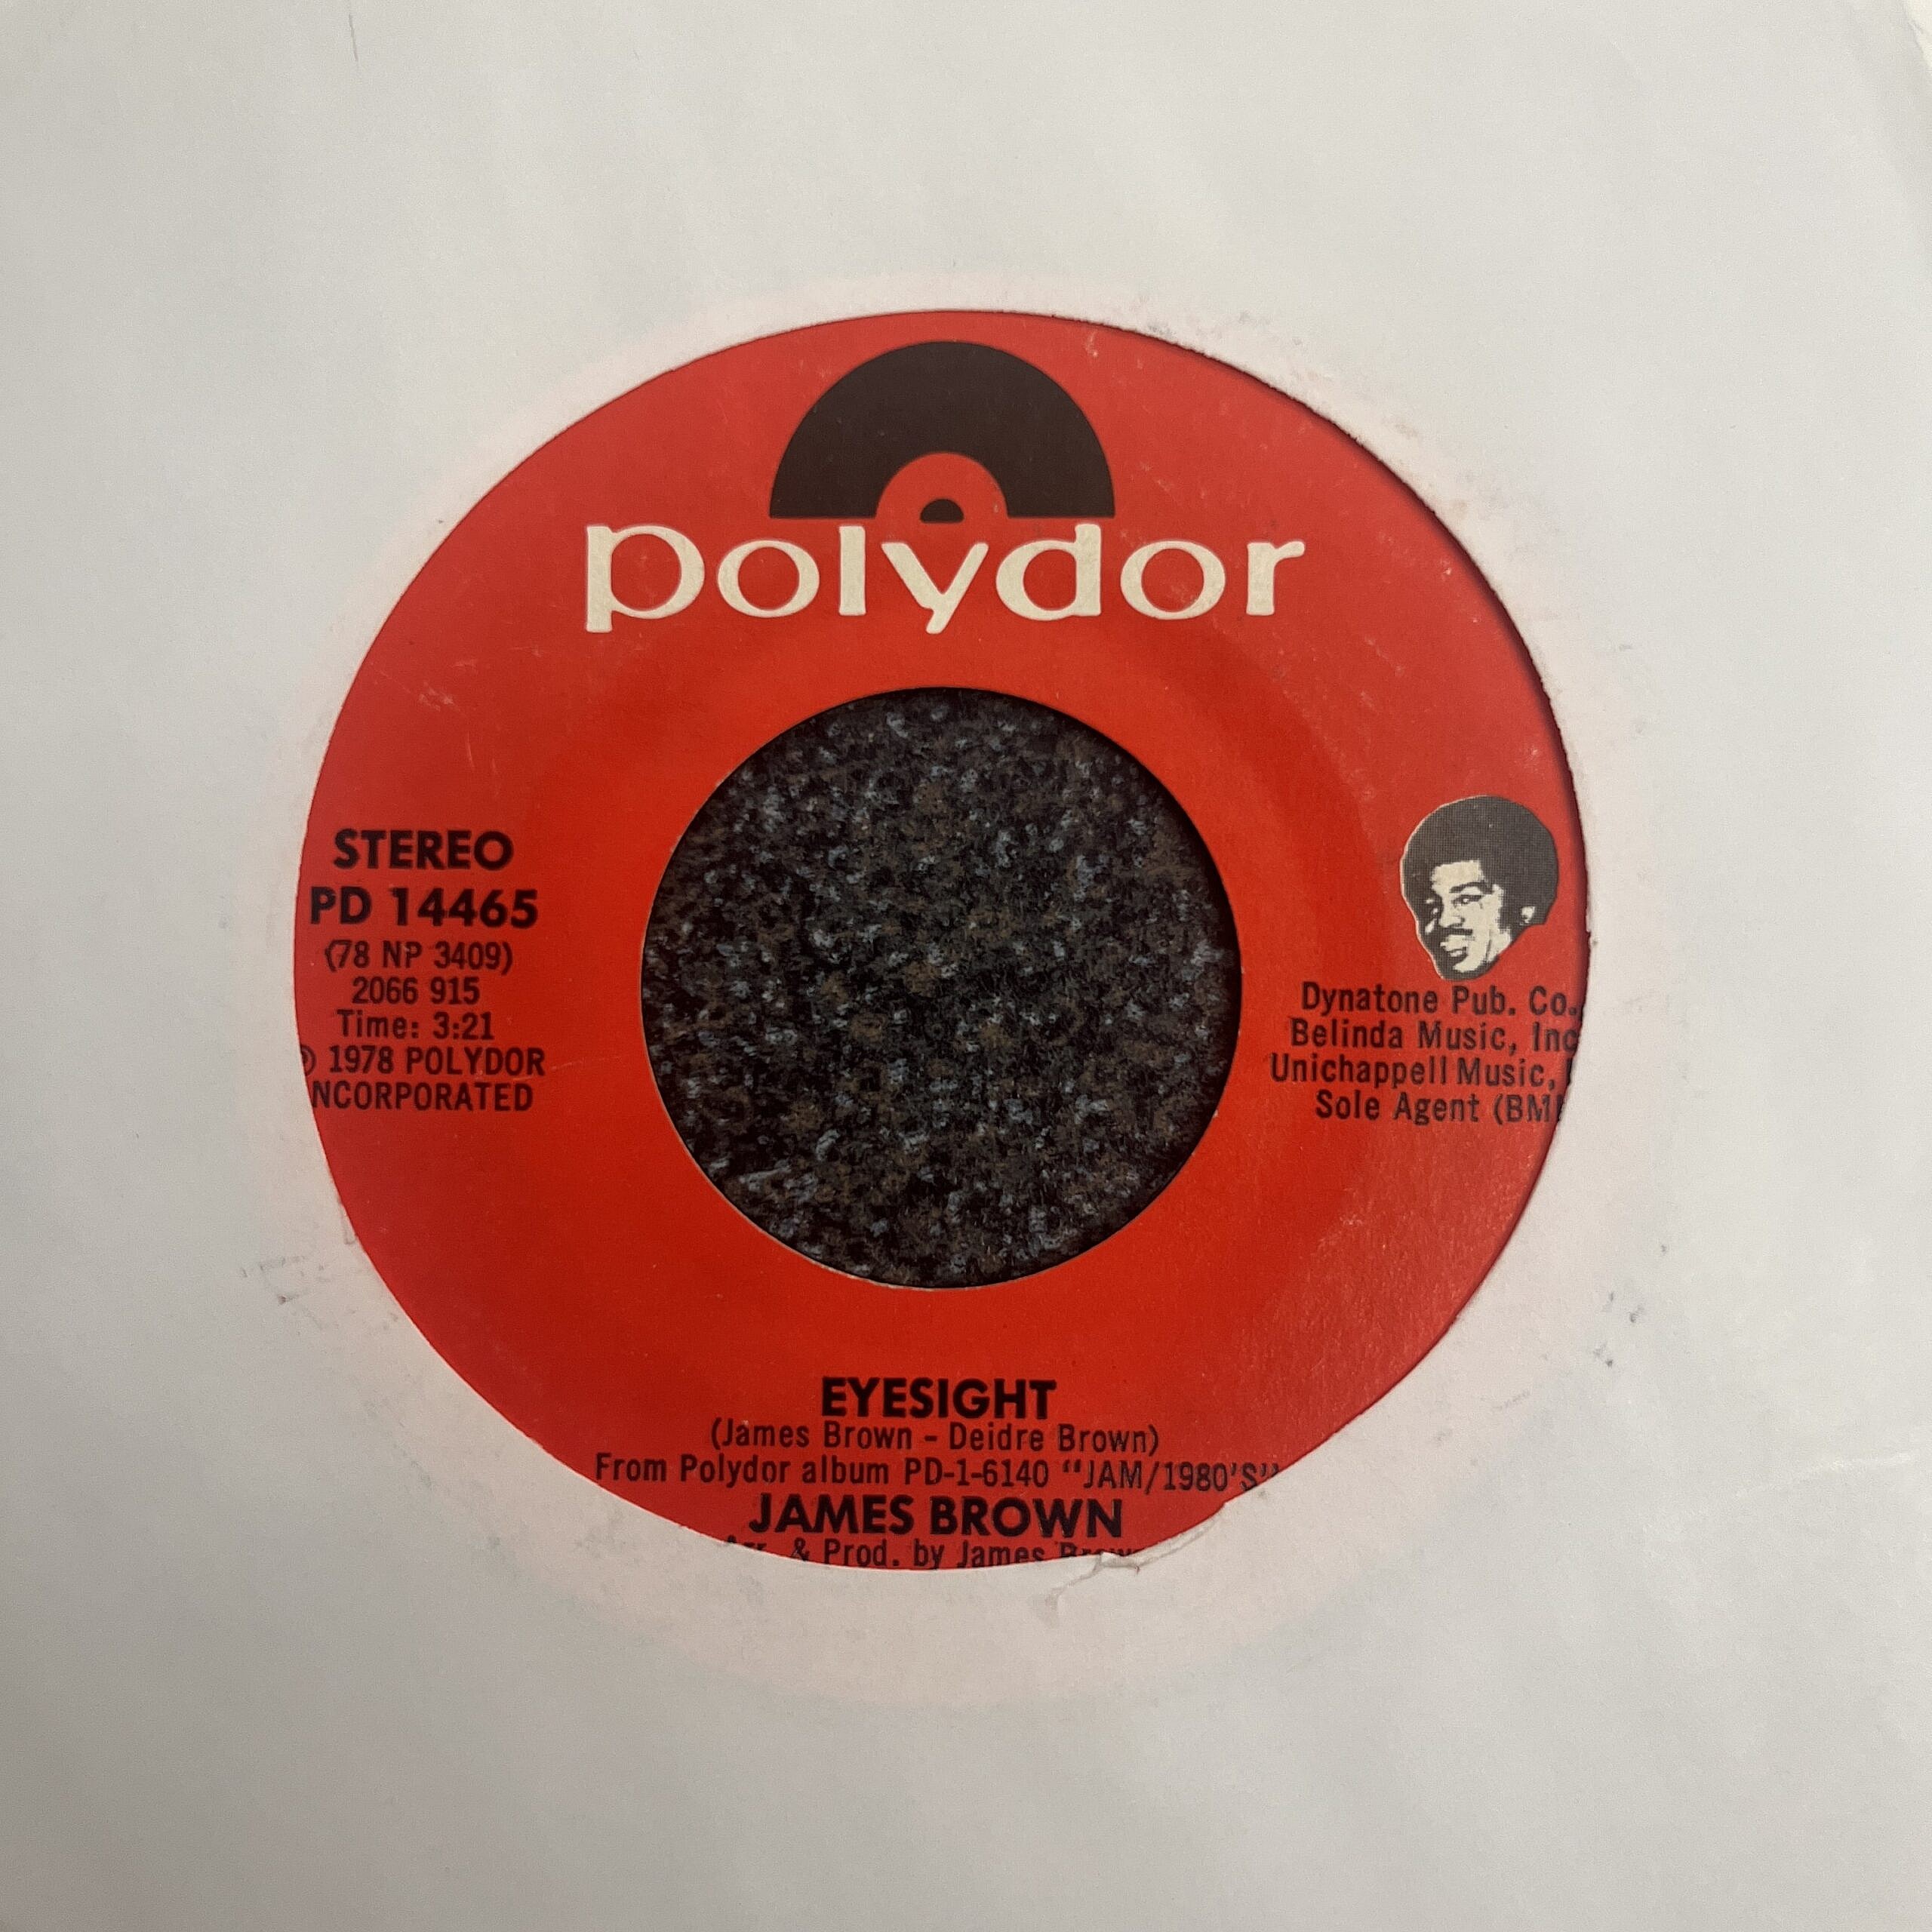 polydor
STEREO
PD 14465
(78 NP 3409)
2066 915
Time: 3:21
1978 POLYDOR
NCORPORATED
Dynatone Pub. Co.,
Belinda Music, Inc
Unichappell Music,
Sole Agent (BMI
EYESIGHT
(James Brown - Deidre Brown)
From Polydor album PD-1-6140 "JAM/1980'S"
JAMES BROWN
& Prod. by James Brown